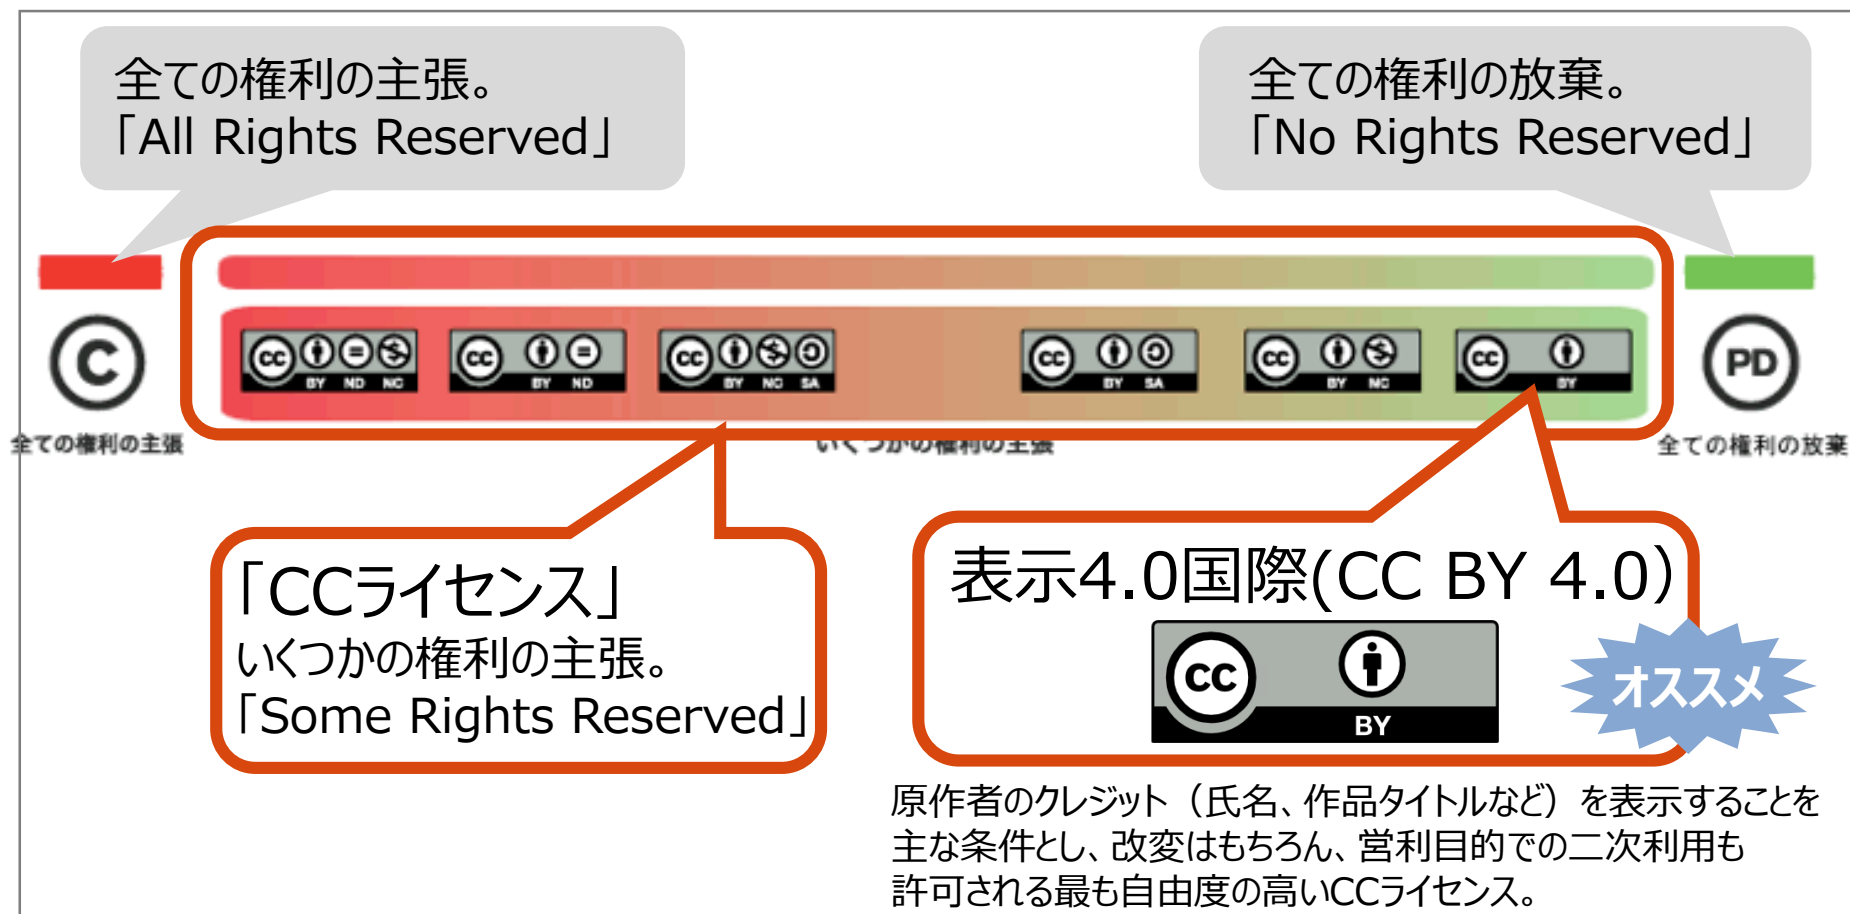 全ての権利の主張。
「All Rights Reserved」
全ての権利の放棄。
「No Rights Reserved」
C
cc BY ND NC
cc BY ND
cc BY NC SA
cc BY SA
cc BY NC
cc BY
PD
全ての権利の主張
いくつかの権利の主張
全ての権利の放棄
「CCライセンス」
いくつかの権利の主張。
「Some Rights Reserved」
表示4.0国際(CC BY 4.0）
cc
BY
オススメ
原作者のクレジット（氏名、作品タイトルなど）を表示することを
主な条件とし、改変はもちろん、営利目的での二次利用も
許可される最も自由度の高いCCライセンス。